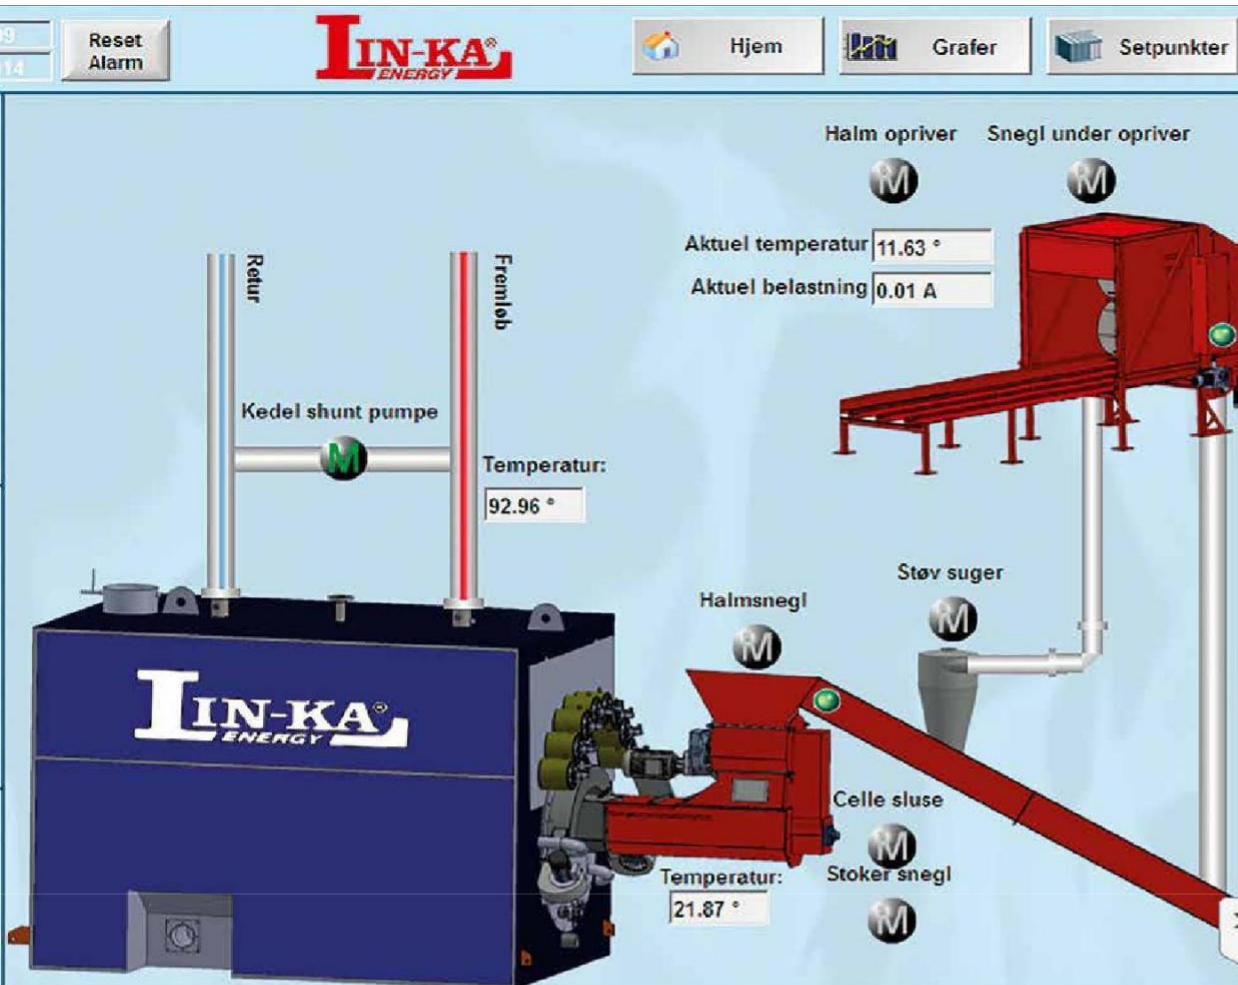 Reset
Alarm
LIN-KA®
ENERGY
Hjem
Grafer
Setpunkter
Halm opriver
Snegl under opriver
M
M
Aktuel temperatur 11.63 °
Aktuel belastning 0.01 A
Retur
Fremløb
Kedel shunt pumpe
M
Temperatur:
92.96 °
Støv suger
M
Halmsnegl
M
LIN-KA®
ENERGY
Celle sluse
M
Temperatur:
21.87 °
Stoker snegl
M